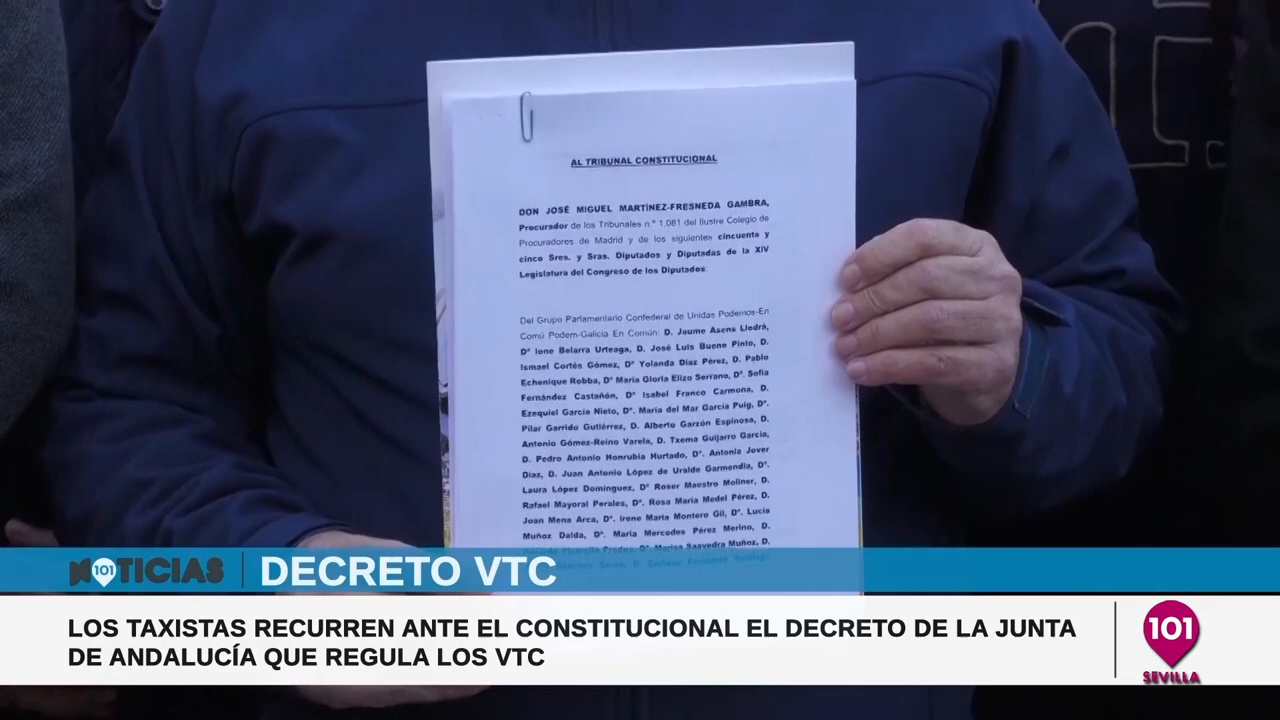 AL TRIBUNAL CONSTITUCIONAL
DON JOSÉ MIGUEL MARTÍNEZ-FRESNEDA GAMBRA,
Procurador de los Tribunales n.º 1.081 del Ilustre Colegio de
Procuradores de Madrid y de los siguientes cincuenta y
cinco Sres. y Sras. Diputados y Diputadas de la XIV
Legislatura del Congreso de los Diputados:
Del Grupo Parlamentario Confederal de Unidas Podemos-En
Comú Podem-Galicia En Común: D. Jaume Asens Llodrá,
Dª Ione Belarra Urteaga, D. José Luis Bueno Pinto, D.
Ismael Cortés Gómez, Dª Yolanda Díaz Pérez, D. Pablo
Echenique Robba, Dª María Gloria Elizo Serrano, Dª. Sofía
Fernández Castañón, Dª Isabel Franco Carmona, D.
Ezequiel García Nieto, Dª. María del Mar García Puig, Dª.
Pilar Garrido Gutiérrez, D. Alberto Garzón Espinosa, D.
Antonio Gómez-Reino Varela, D. Txema Guijarro García,
D. Pedro Antonio Honrubia Hurtado, Dª. Antonia Jover
Díaz, D. Juan Antonio López de Uralde Garmendia, Dª.
Laura López Domínguez, Dª Roser Maestro Moliner, D.
Rafael Mayoral Perales, Dª. Rosa María Medel Pérez, D.
Joan Mena Arca, Dª. Irene María Montero Gil, Dª. Lucía
Muñoz Dalda, Dª. María Mercedes Pérez Merino, D.
Pisarello Prados, Dª. Marisa Saavedra Muñoz, D.
NOTICIAS 101 DECRETO VTC
LOS TAXISTAS RECURREN ANTE EL CONSTITUCIONAL EL DECRETO DE LA JUNTA
DE ANDALUCÍA QUE REGULA LOS VTC
101
SEVILLA